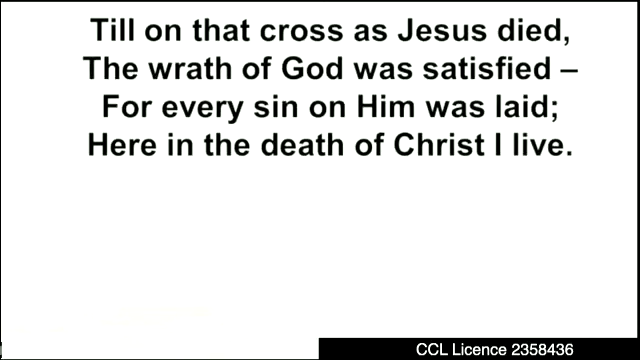 Till on that cross as Jesus died,
The wrath of God was satisfied –
For every sin on Him was laid;
Here in the death of Christ I live.
CCL Licence 2358436